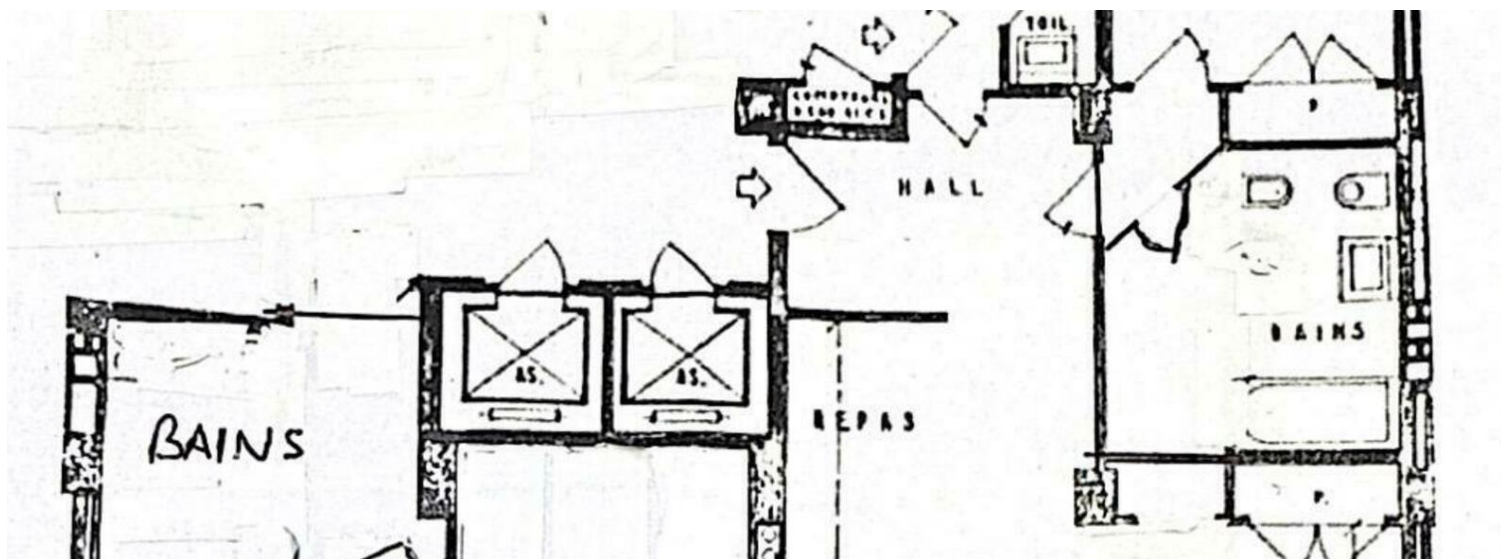 TOIL
P
HALL
BAINS
AS.
AS.
REPAS
BAINS
P.